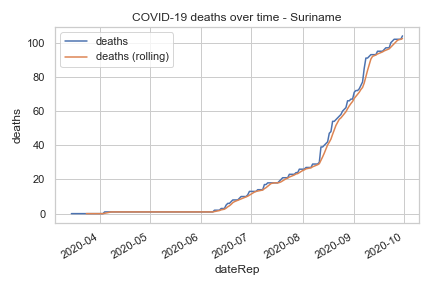 COVID-19 deaths over time - Suriname
deaths
deaths (rolling)
100
80
60
40
20
0
deaths
2020-04
2020-05
2020-06
2020-07
2020-08
2020-09
2020-10
dateRep